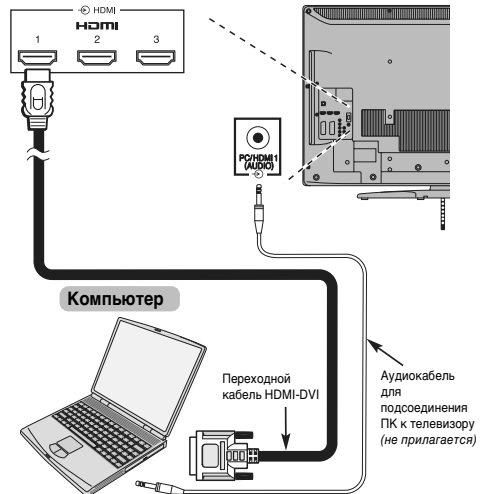 HDMI
HDMI
1 2 3
PC/HDMI 1
(AUDIO)
Компьютер
Переходной
кабель HDMI-DVI
Аудиокабель
для
подсоединения
ПК к телевизору
(не прилагается)